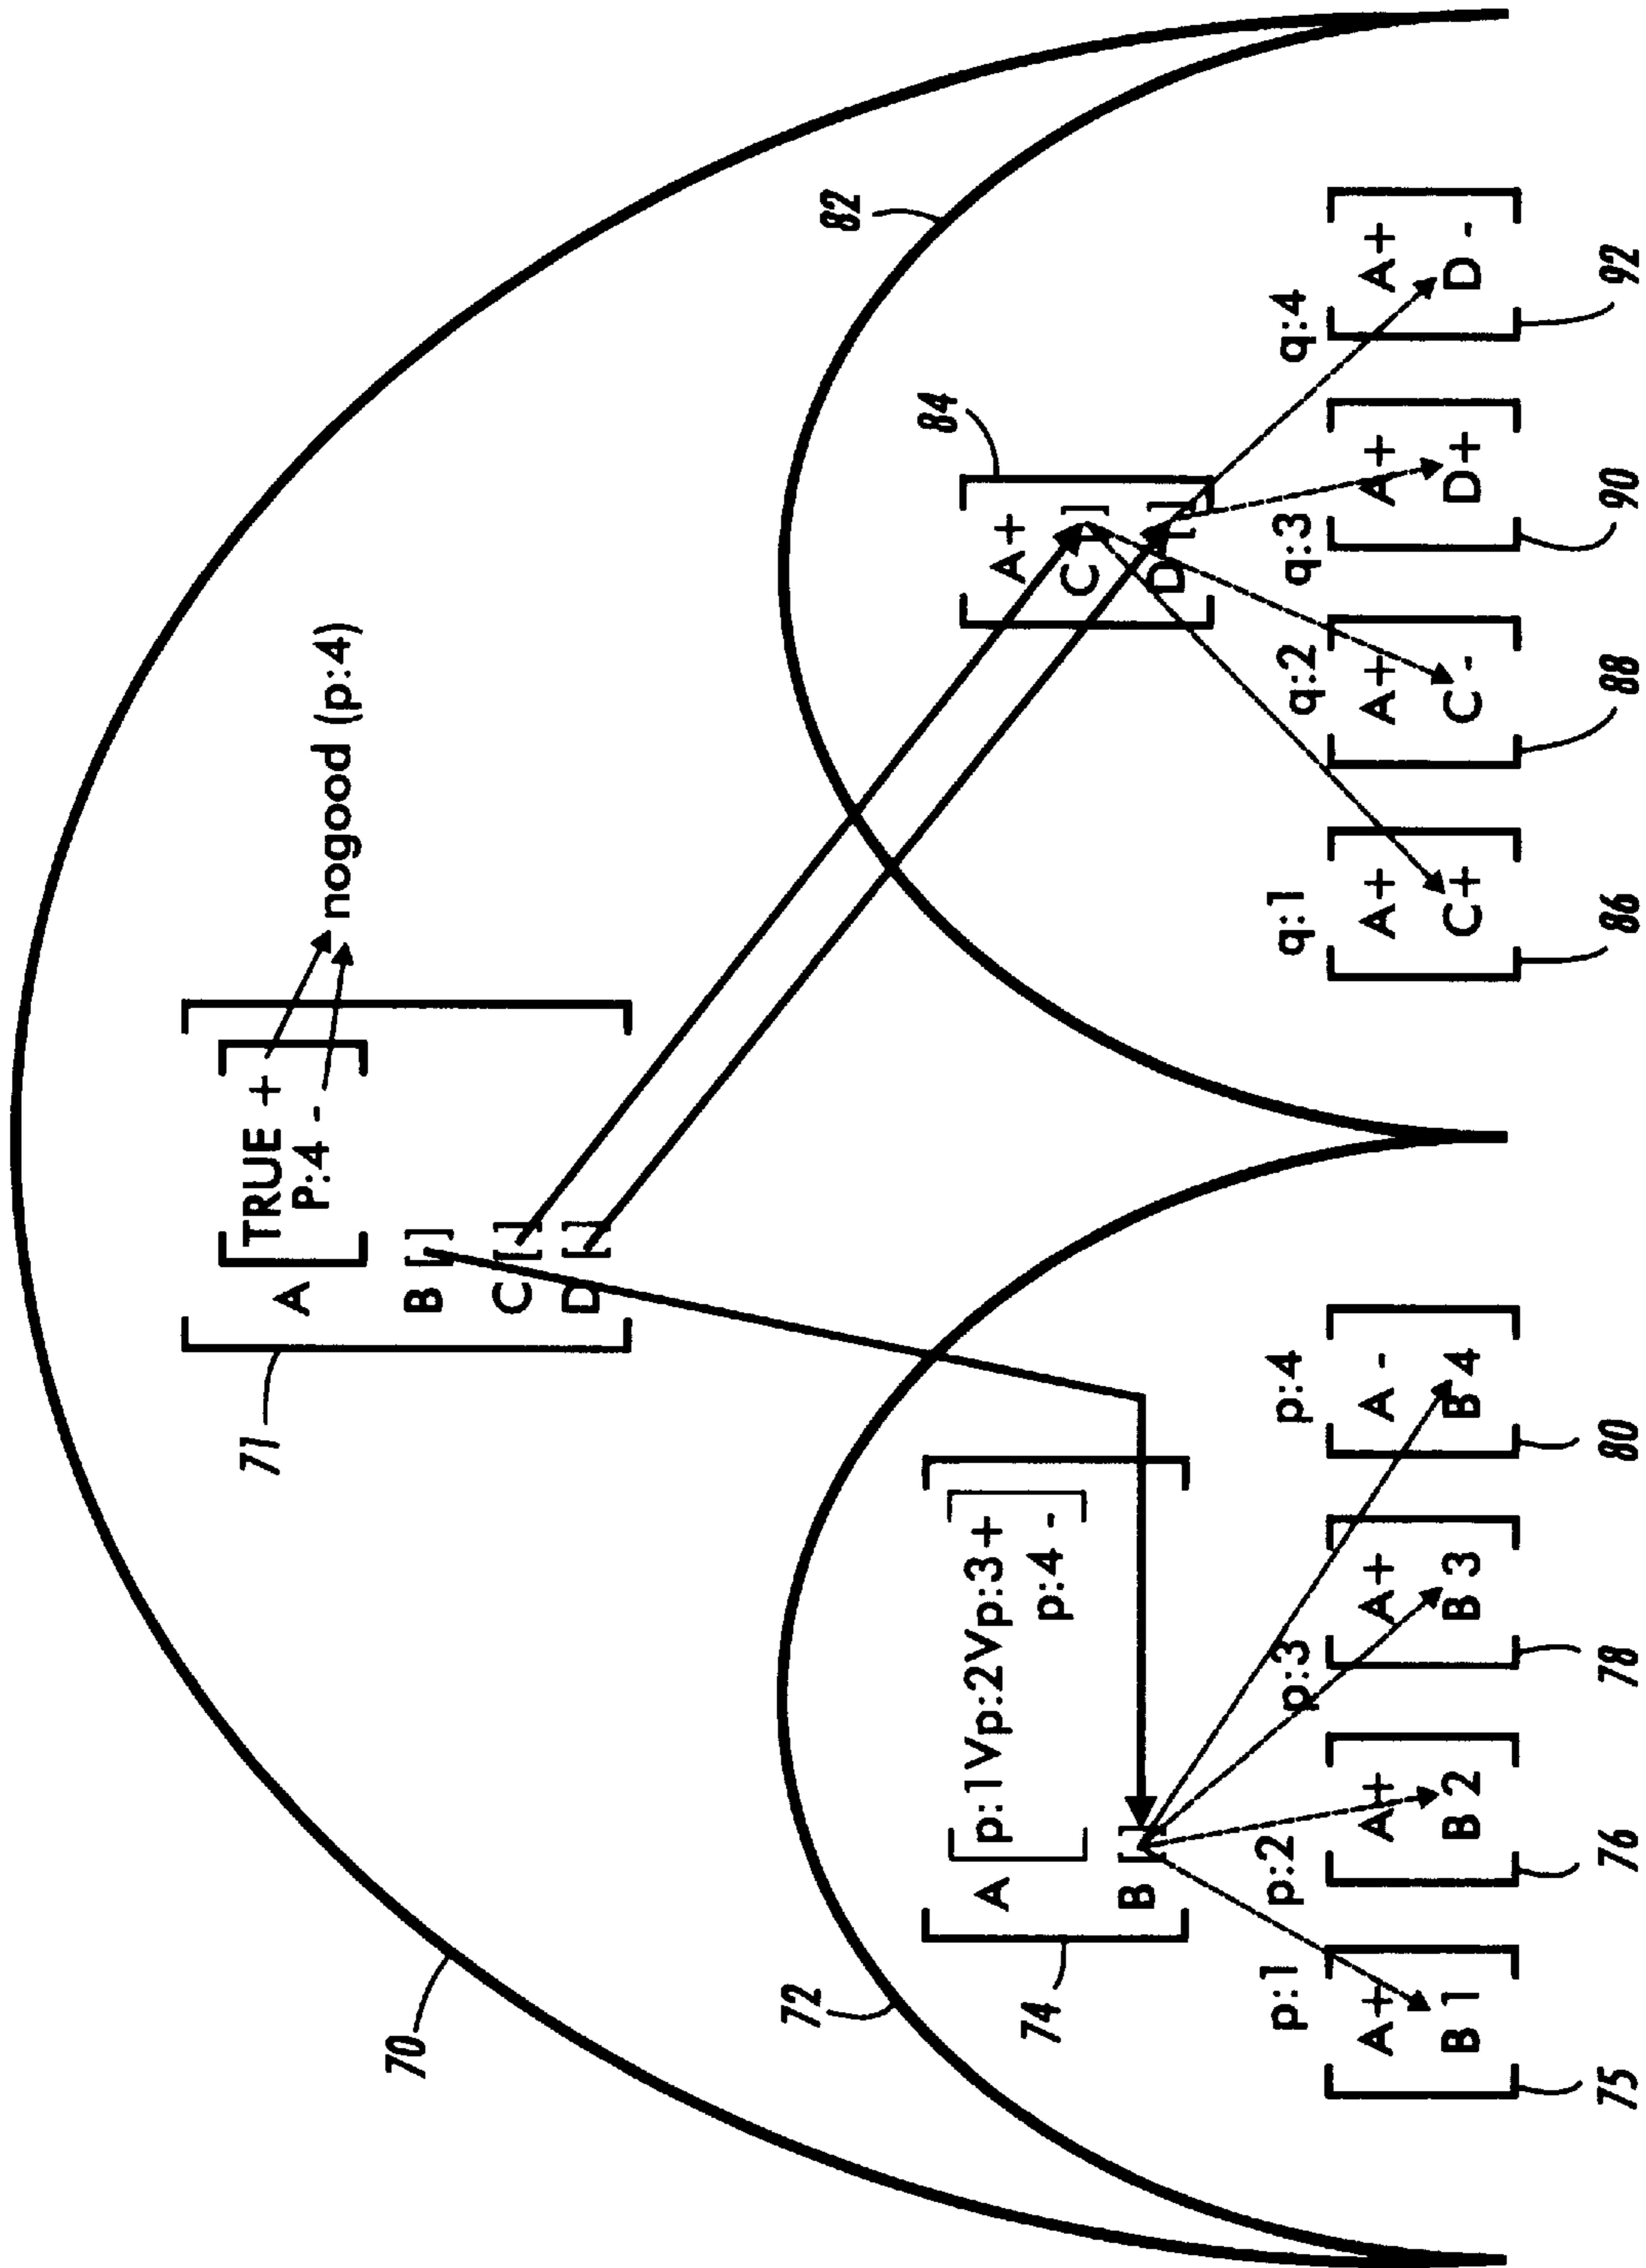 70
71
A
TRUE +
P:4 -
nogood (p:4)
B [ ]
C [ ]
D [ ]
72
74
A
p:1Vp:2Vp:3+
p:4 -
B [ ]
82
84
A+
C [ ]
D [ ]
p:1
A+
B 1
75
p:2
A+
B 2
76
p:3
A+
B 3
78
p:4
A -
B 4
80
q:1
A+
C+
86
q:2
A+
C -
88
q:3
A+
D+
90
q:4
A+
D -
92